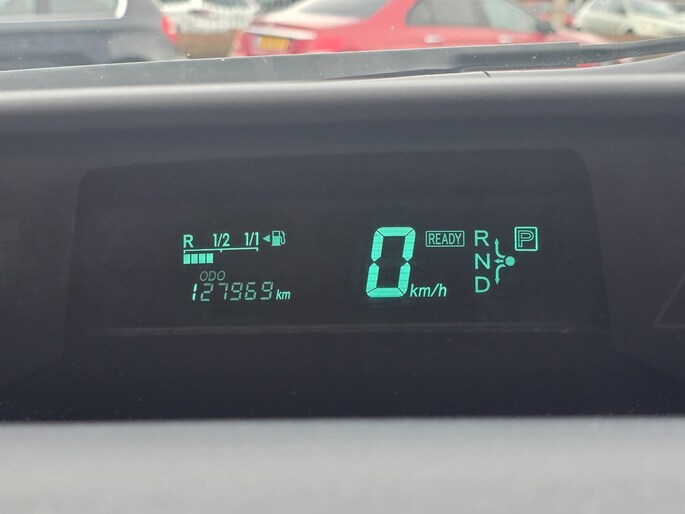 R 1/2 1/1
ODO
127969 km
0 km/h
READY
R
N
D
P